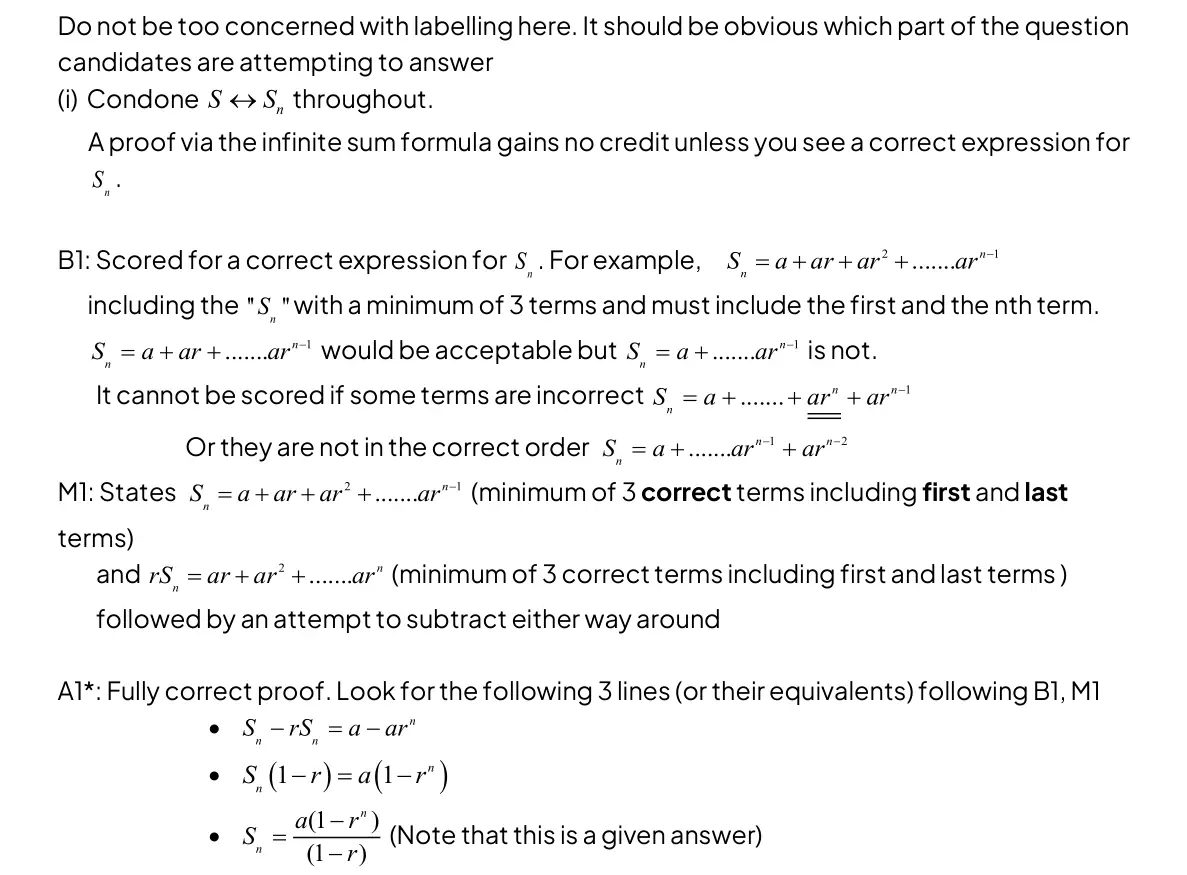 Do not be too concerned with labelling here. It should be obvious which part of the question
candidates are attempting to answer
(i) Condone S ↔ Sₙ throughout.
A proof via the infinite sum formula gains no credit unless you see a correct expression for
Sₙ .
B1: Scored for a correct expression for Sₙ . For example, Sₙ = a + ar + ar² + .......arⁿ⁻¹
including the "Sₙ" with a minimum of 3 terms and must include the first and the nth term.
Sₙ = a + ar + .......arⁿ⁻¹ would be acceptable but Sₙ = a + .......arⁿ⁻¹ is not.
It cannot be scored if some terms are incorrect Sₙ = a + ....... + arⁿ + arⁿ⁻¹
Or they are not in the correct order Sₙ = a + .......arⁿ⁻¹ + arⁿ⁻²
M1: States Sₙ = a + ar + ar² + .......arⁿ⁻¹ (minimum of 3 correct terms including first and last
terms)
and rSₙ = ar + ar² + .......arⁿ (minimum of 3 correct terms including first and last terms )
followed by an attempt to subtract either way around
A1*: Fully correct proof. Look for the following 3 lines (or their equivalents) following B1, M1
• Sₙ − rSₙ = a − arⁿ
• Sₙ (1 − r) = a(1 − rⁿ)
• Sₙ = a(1 − rⁿ) / (1 − r) (Note that this is a given answer)